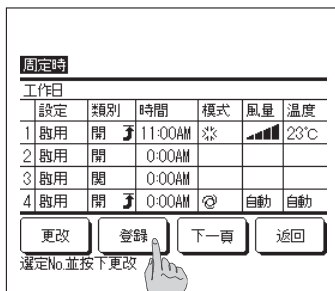 周定時
工作日
設定 類別 時間 模式 風量 温度
1 啟用 開 11:00AM 23℃
2 啟用 開 0:00AM
3 啟用 関 0:00AM
4 啟用 開 0:00AM 自動 自動
更改 登錄 下一頁 返回
選定No.並按下更改